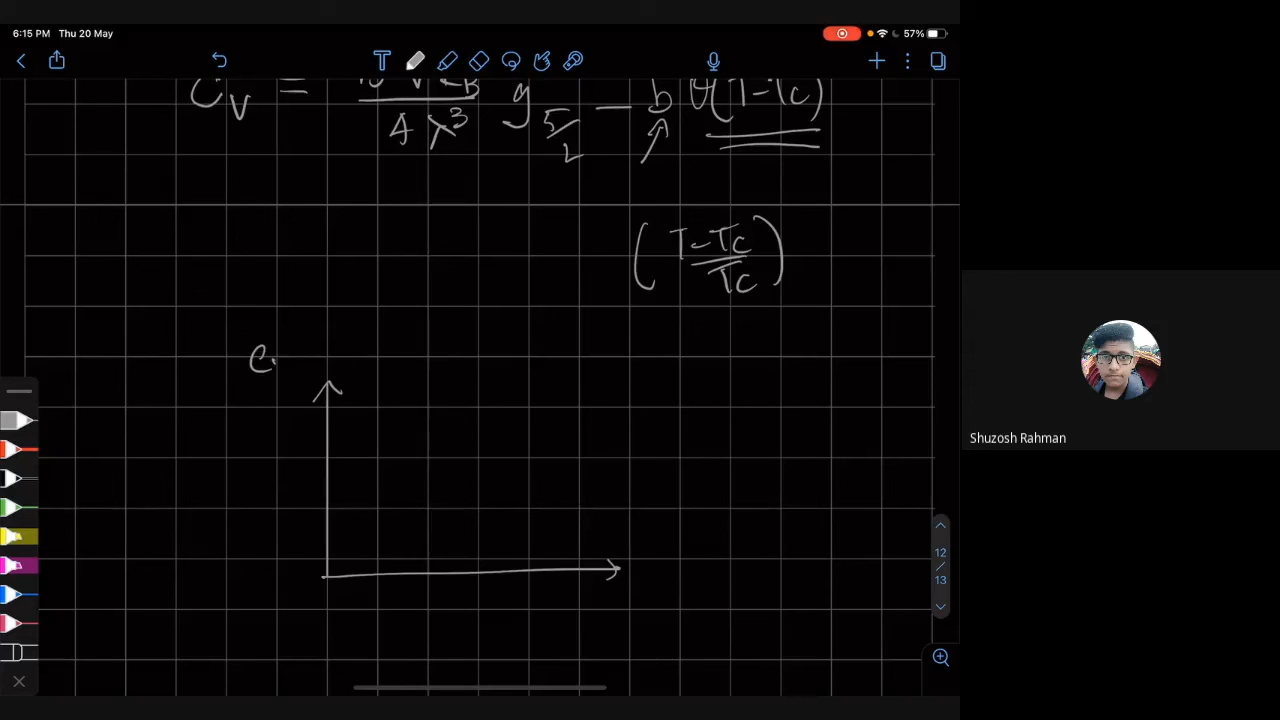 6:15 PM Thu 20 May 57%
T
C_V = / 4 λ^3 g_{5/2} - b θ(T-Tc)
(T-Tc / Tc)
C
12
/
13
Shuzosh Rahman